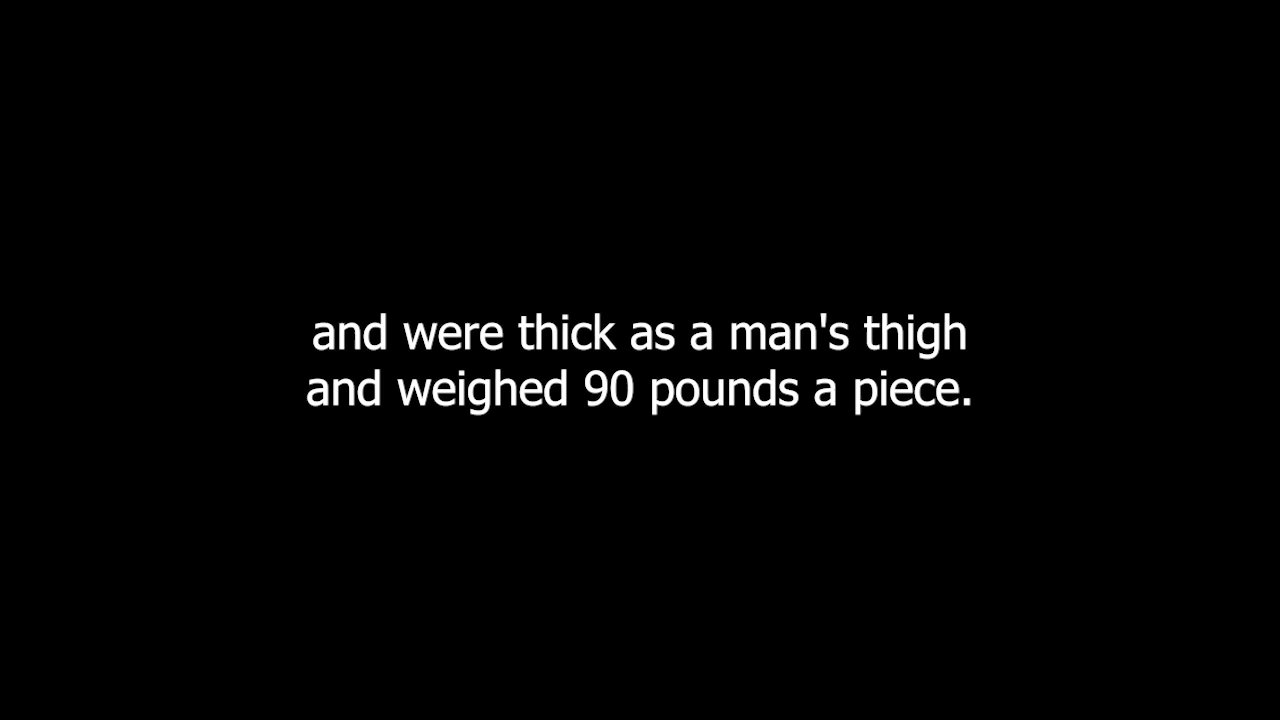 and were thick as a man's thigh
and weighed 90 pounds a piece.